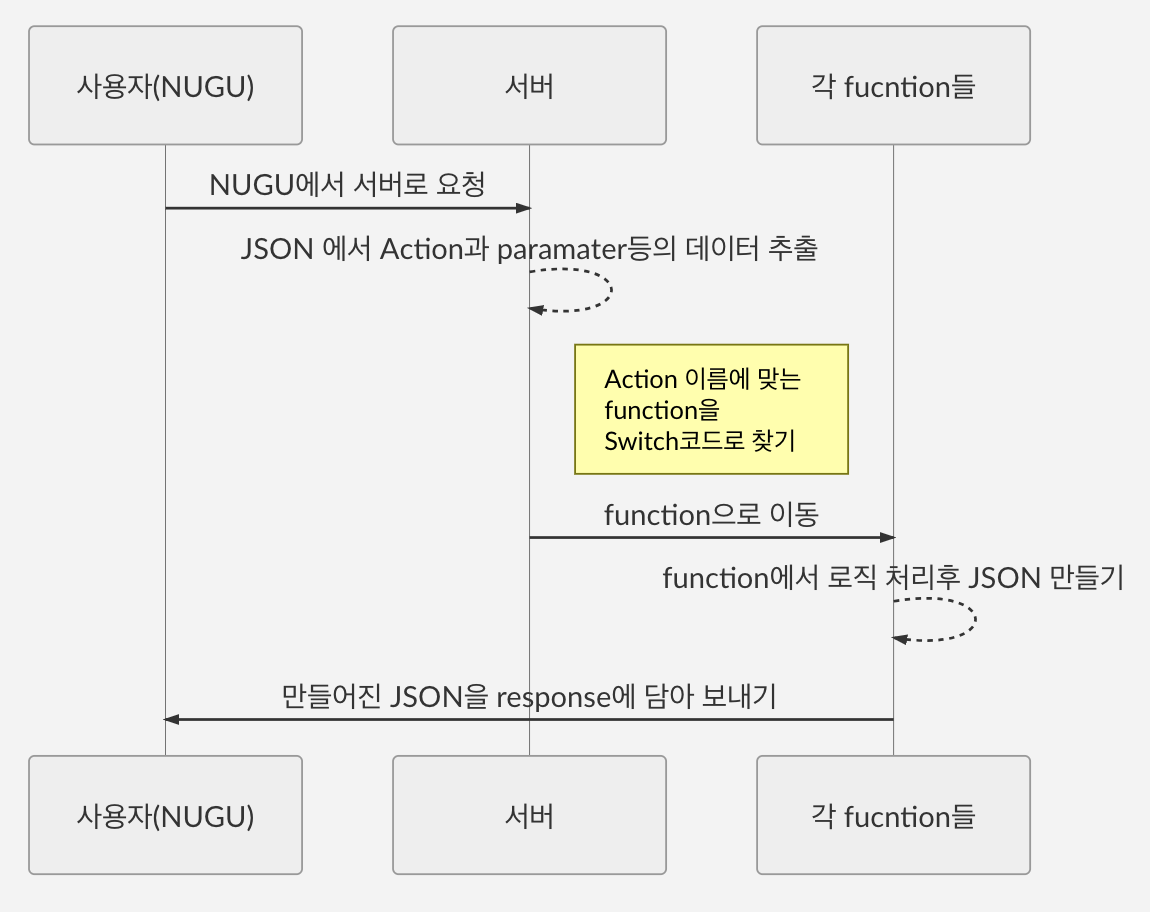 사용자(NUGU)
서버
각 fucntion들
NUGU에서 서버로 요청
JSON 에서 Action과 paramater등의 데이터 추출
Action 이름에 맞는
function을
Switch코드로 찾기
function으로 이동
function에서 로직 처리후 JSON 만들기
만들어진 JSON을 response에 담아 보내기
사용자(NUGU)
서버
각 fucntion들